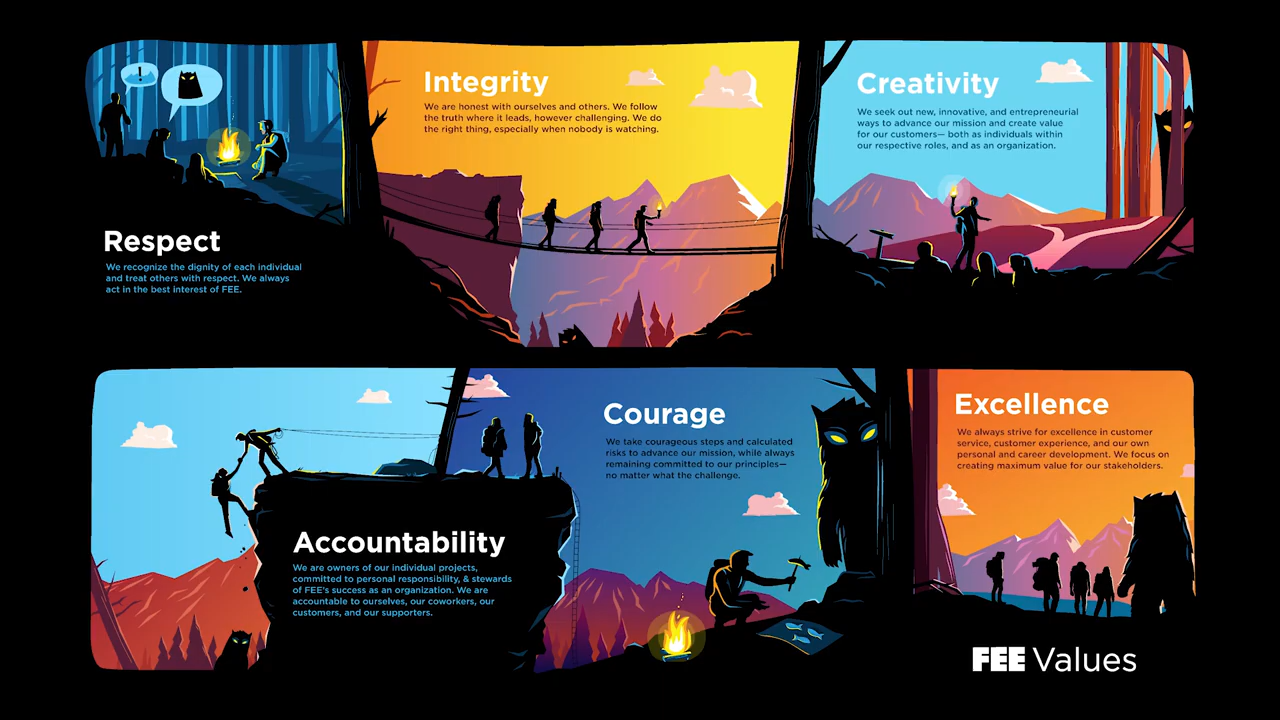 Respect
We recognize the dignity of each individual
and treat others with respect. We always
act in the best interest of FEE.
Integrity
We are honest with ourselves and others. We follow
the truth where it leads, however challenging. We do
the right thing, especially when nobody is watching.
Creativity
We seek out new, innovative, and entrepreneurial
ways to advance our mission and create value
for our customers— both as individuals within
our respective roles, and as an organization.
Accountability
We are owners of our individual projects,
committed to personal responsibility, & stewards
of FEE's success as an organization. We are
accountable to ourselves, our coworkers, our
customers, and our supporters.
Courage
We take courageous steps and calculated
risks to advance our mission, while always
remaining committed to our principles—
no matter what the challenge.
Excellence
We always strive for excellence in customer
service, customer experience, and our own
personal and career development. We focus on
creating maximum value for our stakeholders.
FEE Values